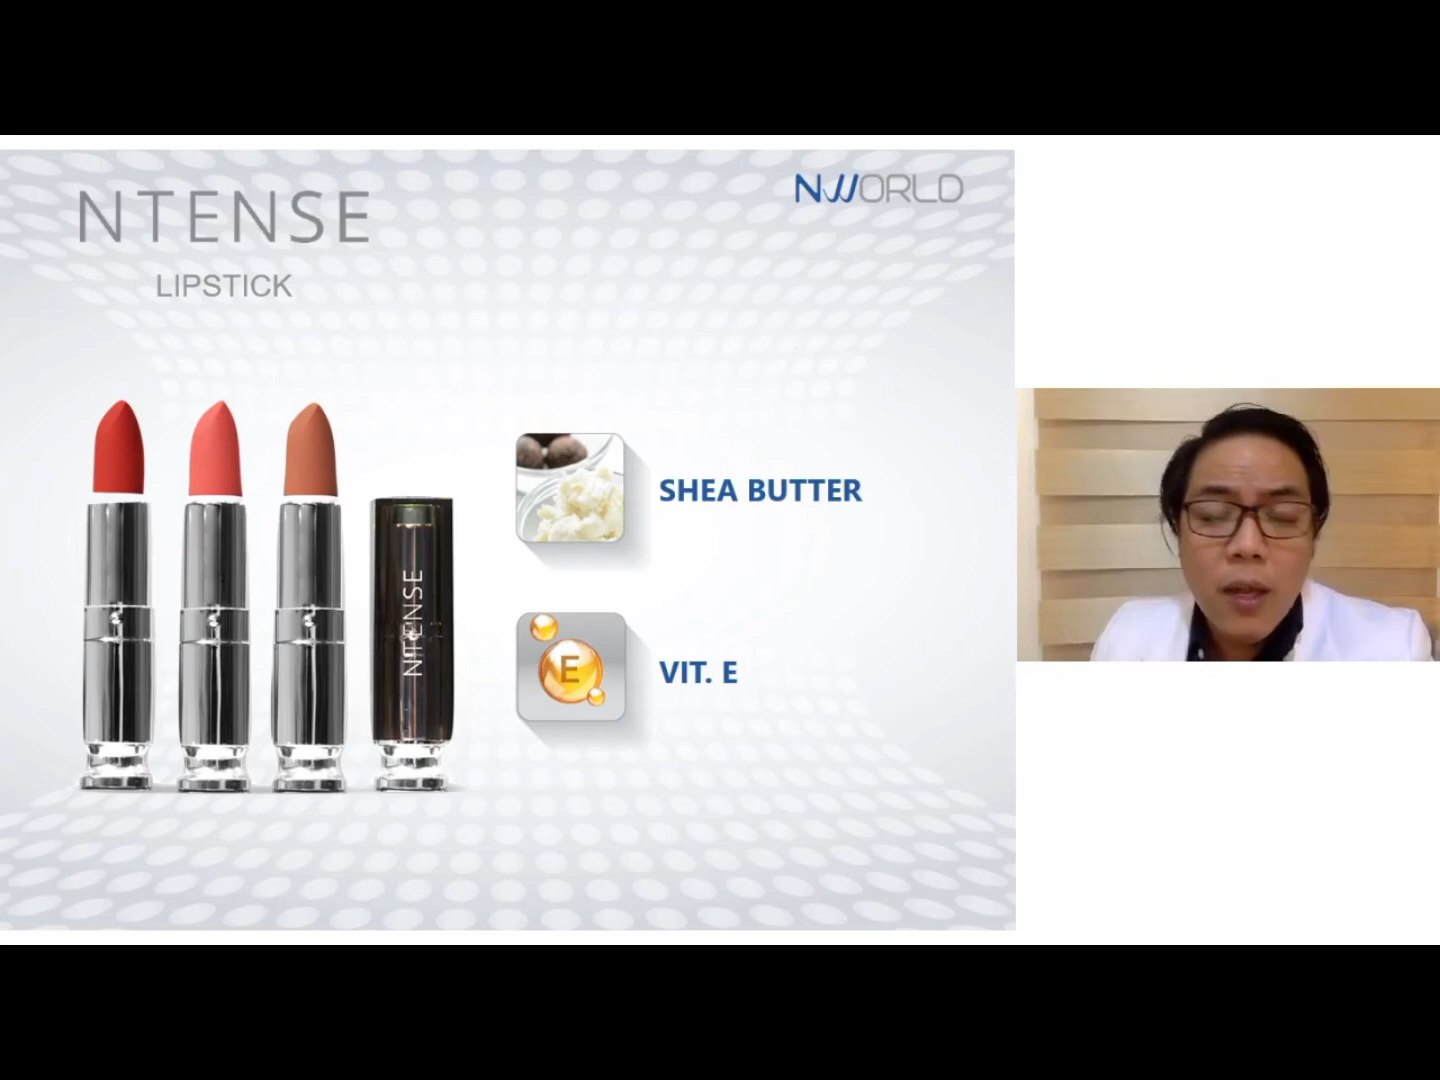 NTENSE
LIPSTICK
NWORLD
SHEA BUTTER
NTENSE
E
VIT. E